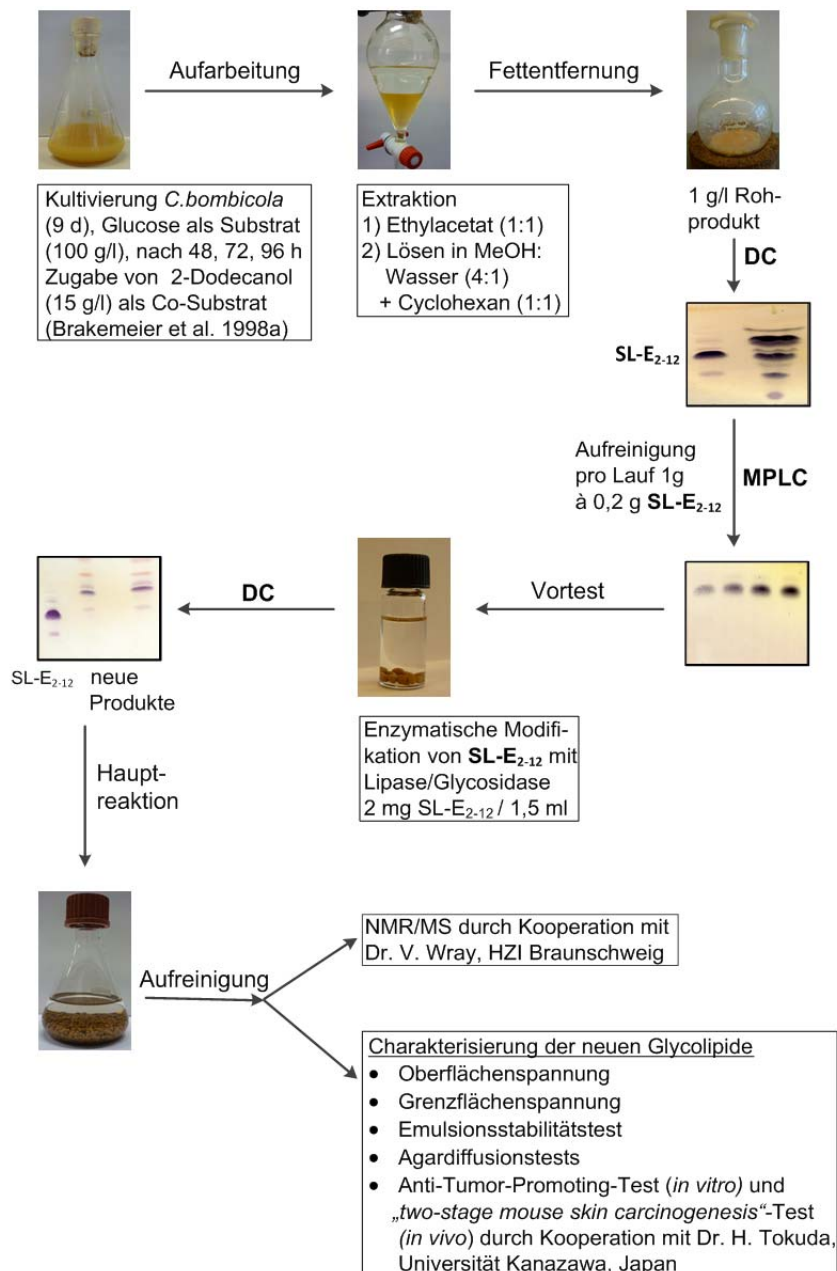 Aufarbeitung
Fettentfernung
Kultivierung C.bombicola
(9 d), Glucose als Substrat
(100 g/l), nach 48, 72, 96 h
Zugabe von 2-Dodecanol
(15 g/l) als Co-Substrat
(Brakemeier et al. 1998a)
Extraktion
1) Ethylacetat (1:1)
2) Lösen in MeOH:
Wasser (4:1)
+ Cyclohexan (1:1)
1 g/l Roh-
produkt
DC
SL-E2-12
Aufreinigung
pro Lauf 1g
à 0,2 g SL-E2-12
MPLC
Vortest
DC
SL-E2-12 neue
Produkte
Enzymatische Modifi-
kation von SL-E2-12 mit
Lipase/Glycosidase
2 mg SL-E2-12 / 1,5 ml
Haupt-
reaktion
Aufreinigung
NMR/MS durch Kooperation mit
Dr. V. Wray, HZI Braunschweig
Charakterisierung der neuen Glycolipide
• Oberflächenspannung
• Grenzflächenspannung
• Emulsionsstabilitätstest
• Agardiffusionstests
• Anti-Tumor-Promoting-Test (in vitro) und
„two-stage mouse skin carcinogenesis“-Test
(in vivo) durch Kooperation mit Dr. H. Tokuda,
Universität Kanazawa, Japan